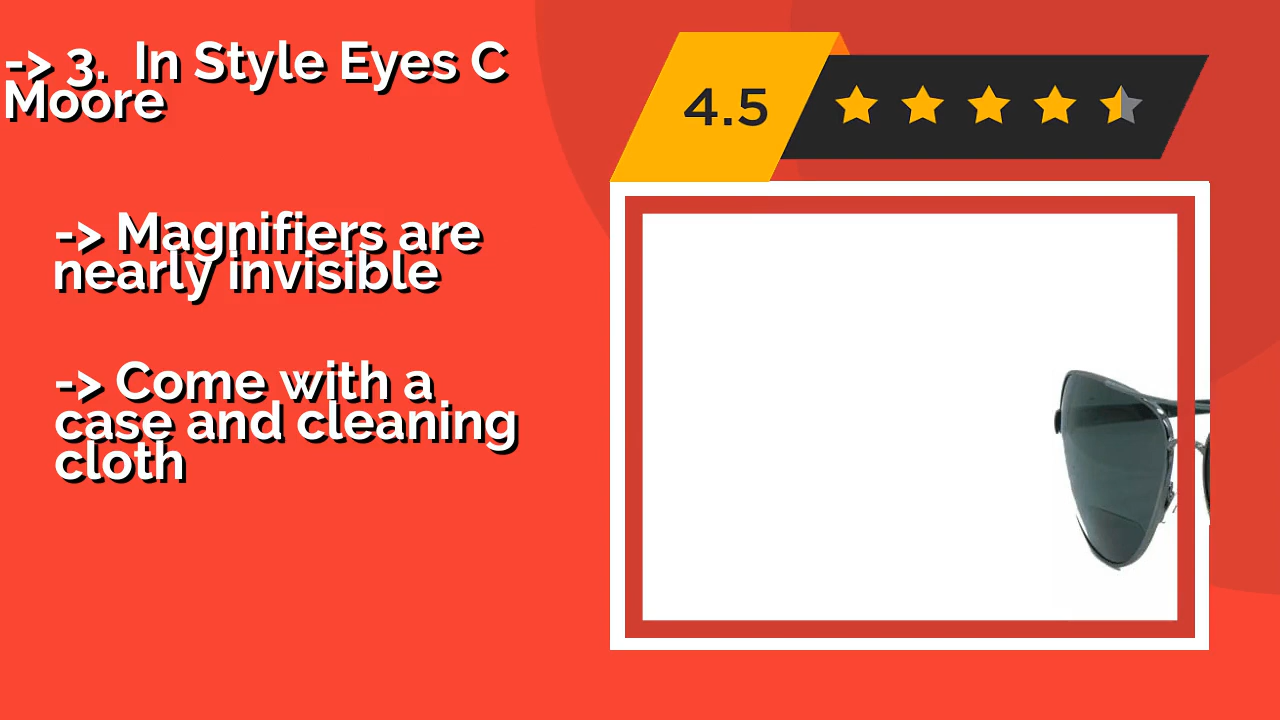 -> 3.  In Style Eyes C
Moore
4.5
-> Magnifiers are
nearly invisible
-> Come with a
case and cleaning
cloth